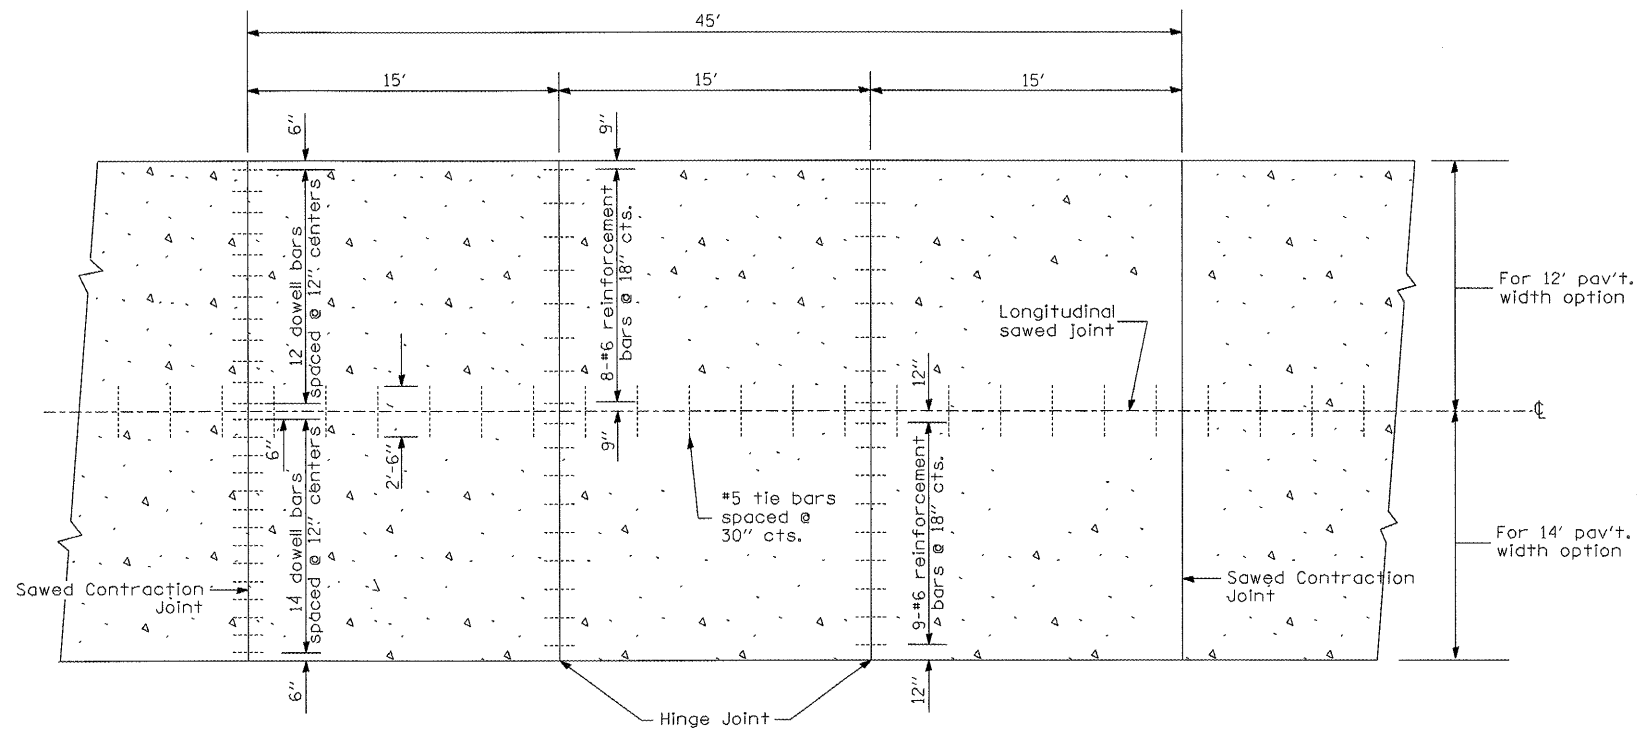 45'
15'
15'
15'
6"
9"
12 dowell bars
spaced @ 12" centers
8-#6 reinforcement
bars @ 18" cts.
For 12' pav't.
width option
Longitudinal
sawed joint
12"
℄
6"
2'-6"
9"
14 dowell bars
spaced @ 12" centers
#5 tie bars
spaced @
30" cts.
9-#6 reinforcement
bars @ 18" cts.
For 14' pav't.
width option
Sawed Contraction
Joint
Sawed Contraction
Joint
6"
12"
Hinge Joint